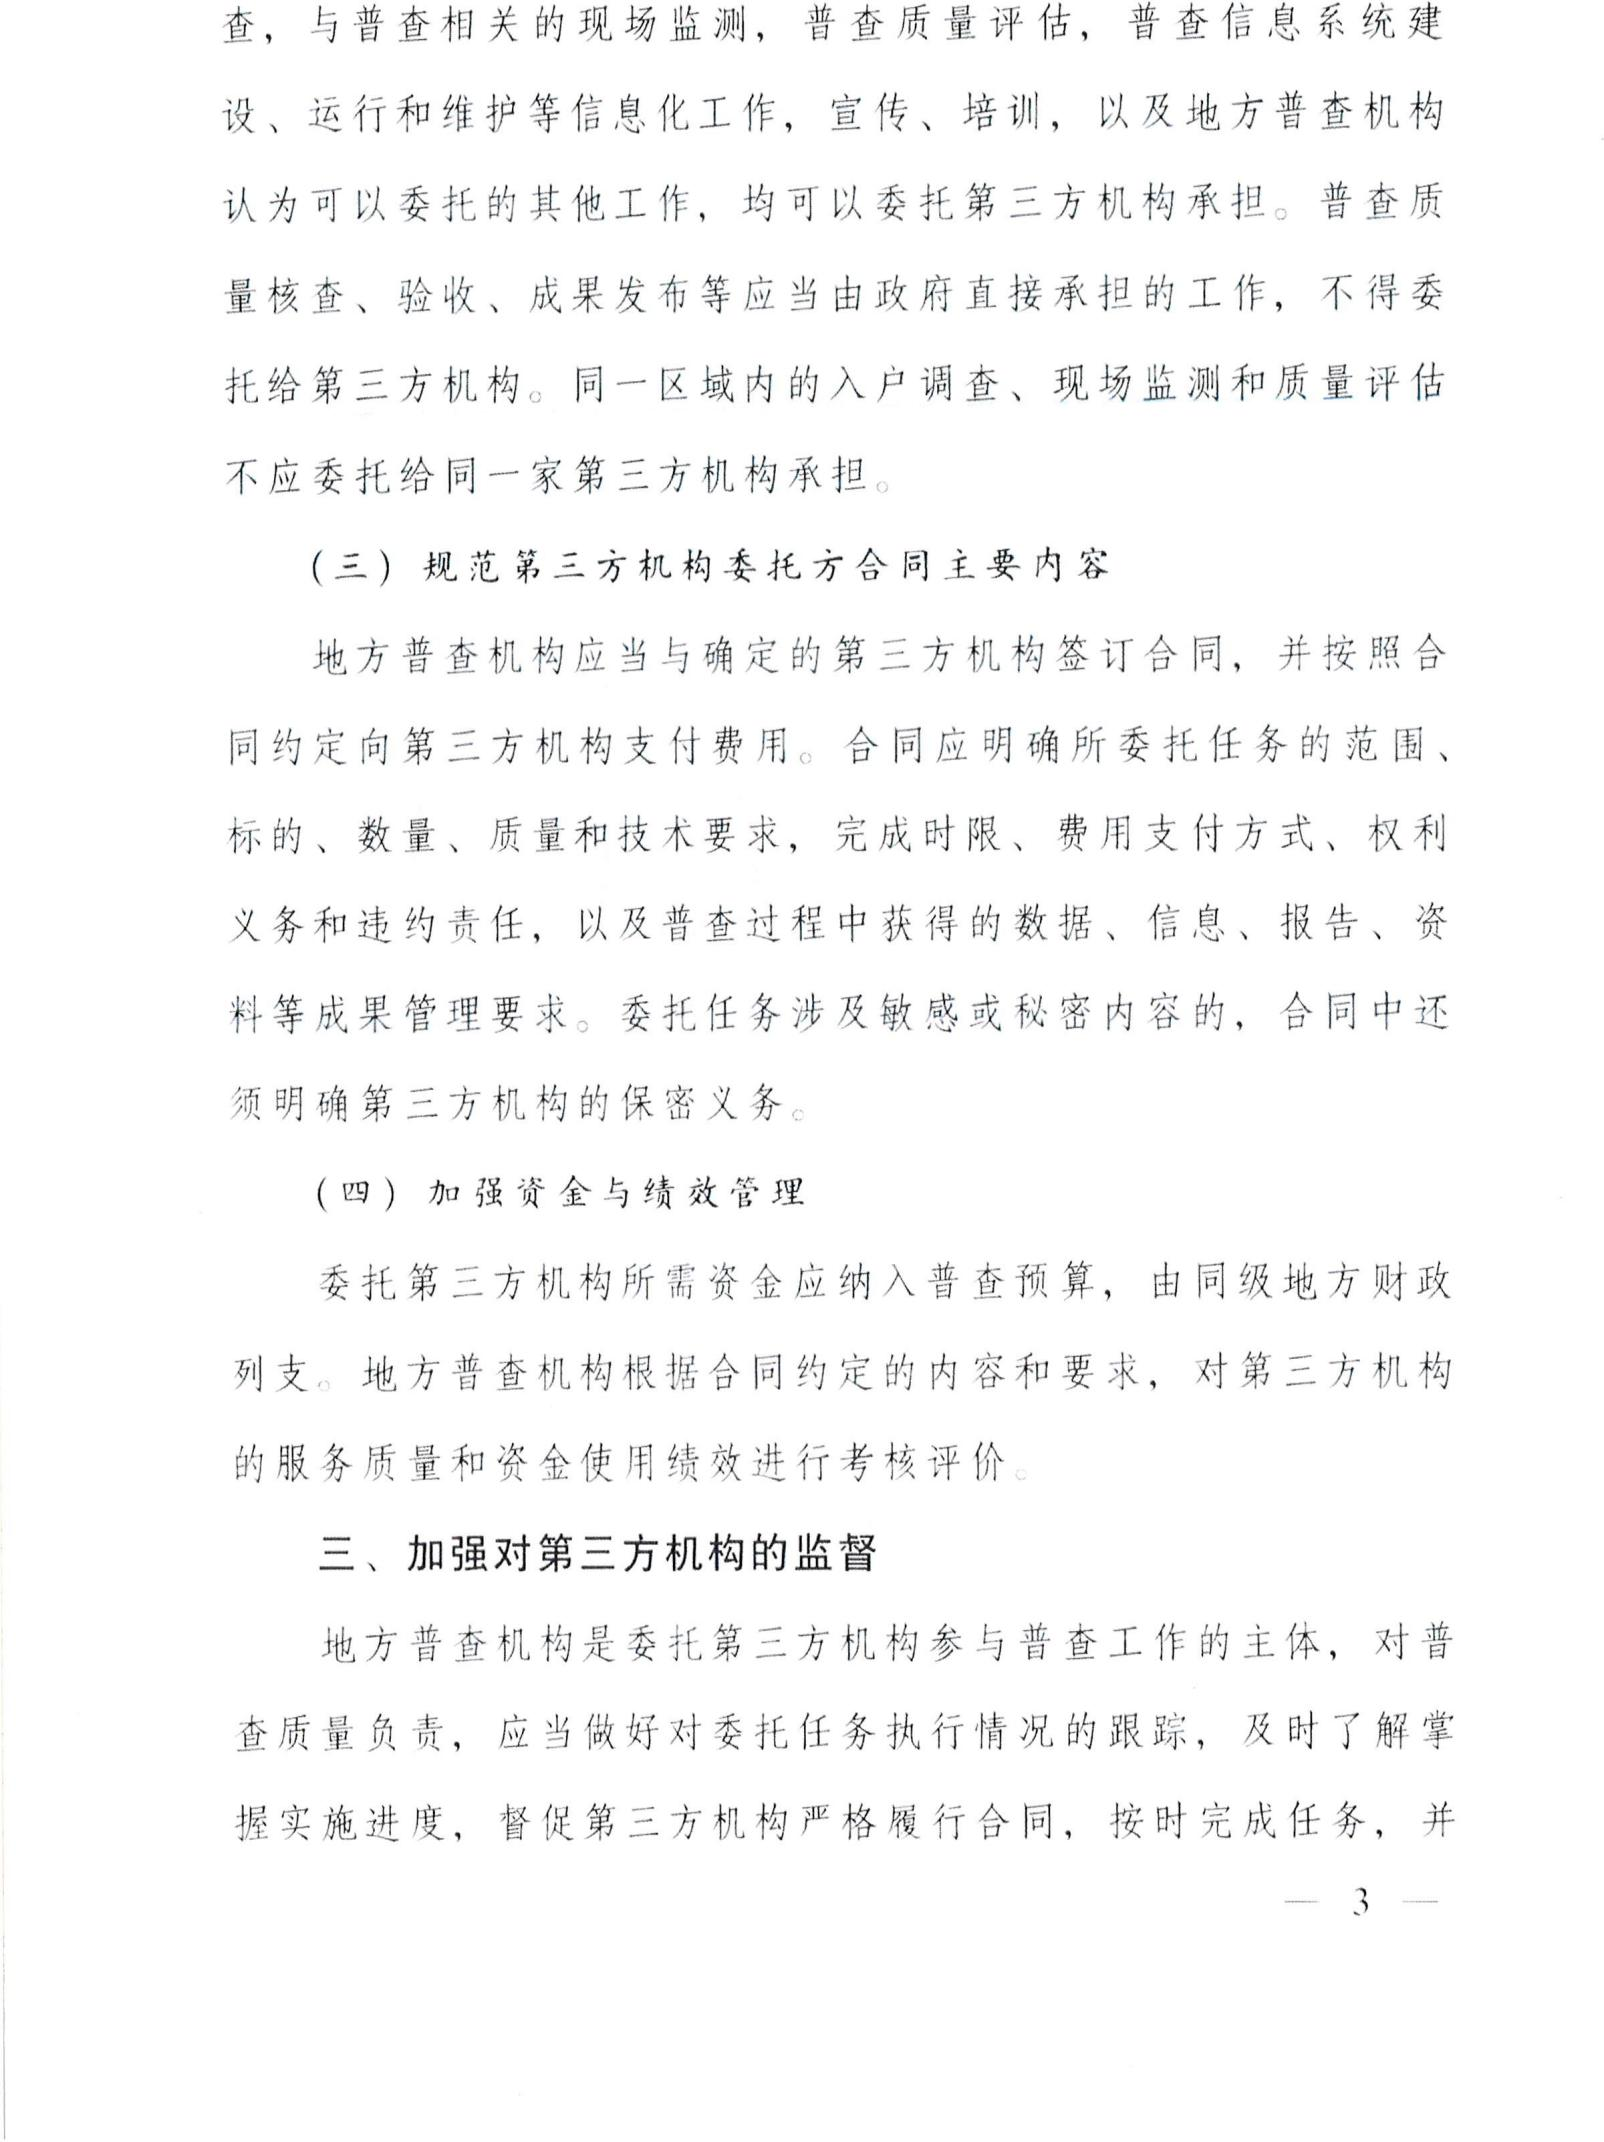 查，与普查相关的现场监测，普查质量评估，普查信息系统建
设、运行和维护等信息化工作，宣传、培训，以及地方普查机构
认为可以委托的其他工作，均可以委托第三方机构承担。普查质
量核查、验收、成果发布等应当由政府直接承担的工作，不得委
托给第三方机构。同一区域内的入户调查、现场监测和质量评估
不应委托给同一家第三方机构承担。
（三）规范第三方机构委托方合同主要内容
地方普查机构应当与确定的第三方机构签订合同，并按照合
同约定向第三方机构支付费用。合同应明确所委托任务的范围、
标的、数量、质量和技术要求，完成时限、费用支付方式、权利
义务和违约责任，以及普查过程中获得的数据、信息、报告、资
料等成果管理要求。委托任务涉及敏感或秘密内容的，合同中还
须明确第三方机构的保密义务。
（四）加强资金与绩效管理
委托第三方机构所需资金应纳入普查预算，由同级地方财政
列支。地方普查机构根据合同约定的内容和要求，对第三方机构
的服务质量和资金使用绩效进行考核评价。
三、加强对第三方机构的监督
地方普查机构是委托第三方机构参与普查工作的主体，对普
查质量负责，应当做好对委托任务执行情况的跟踪，及时了解掌
握实施进度，督促第三方机构严格履行合同，按时完成任务，并
— 3 —